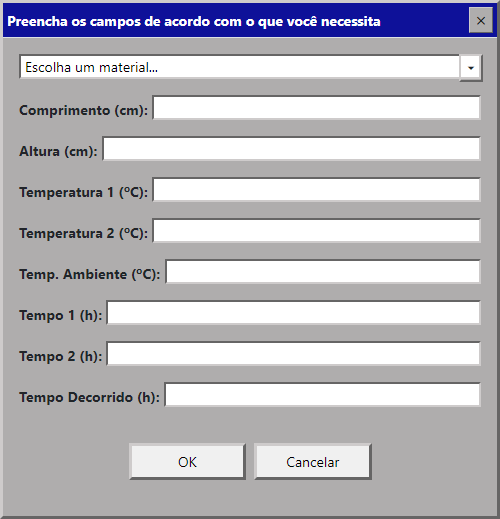 Preencha os campos de acordo com o que você necessita
Escolha um material...
Comprimento (cm):
Altura (cm):
Temperatura 1 (ºC):
Temperatura 2 (ºC):
Temp. Ambiente (ºC):
Tempo 1 (h):
Tempo 2 (h):
Tempo Decorrido (h):
OK Cancelar